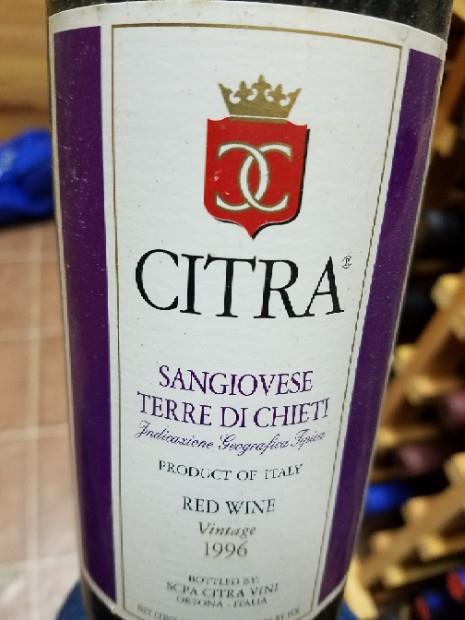 CITRA
SANGIOVESE
TERRE DI CHIETI
Indicazione Geografica Tipica
PRODUCT OF ITALY
RED WINE
Vintage
1996
BOTTLED BY:
SCPA CITRA VINI
ORTONA - ITALIA